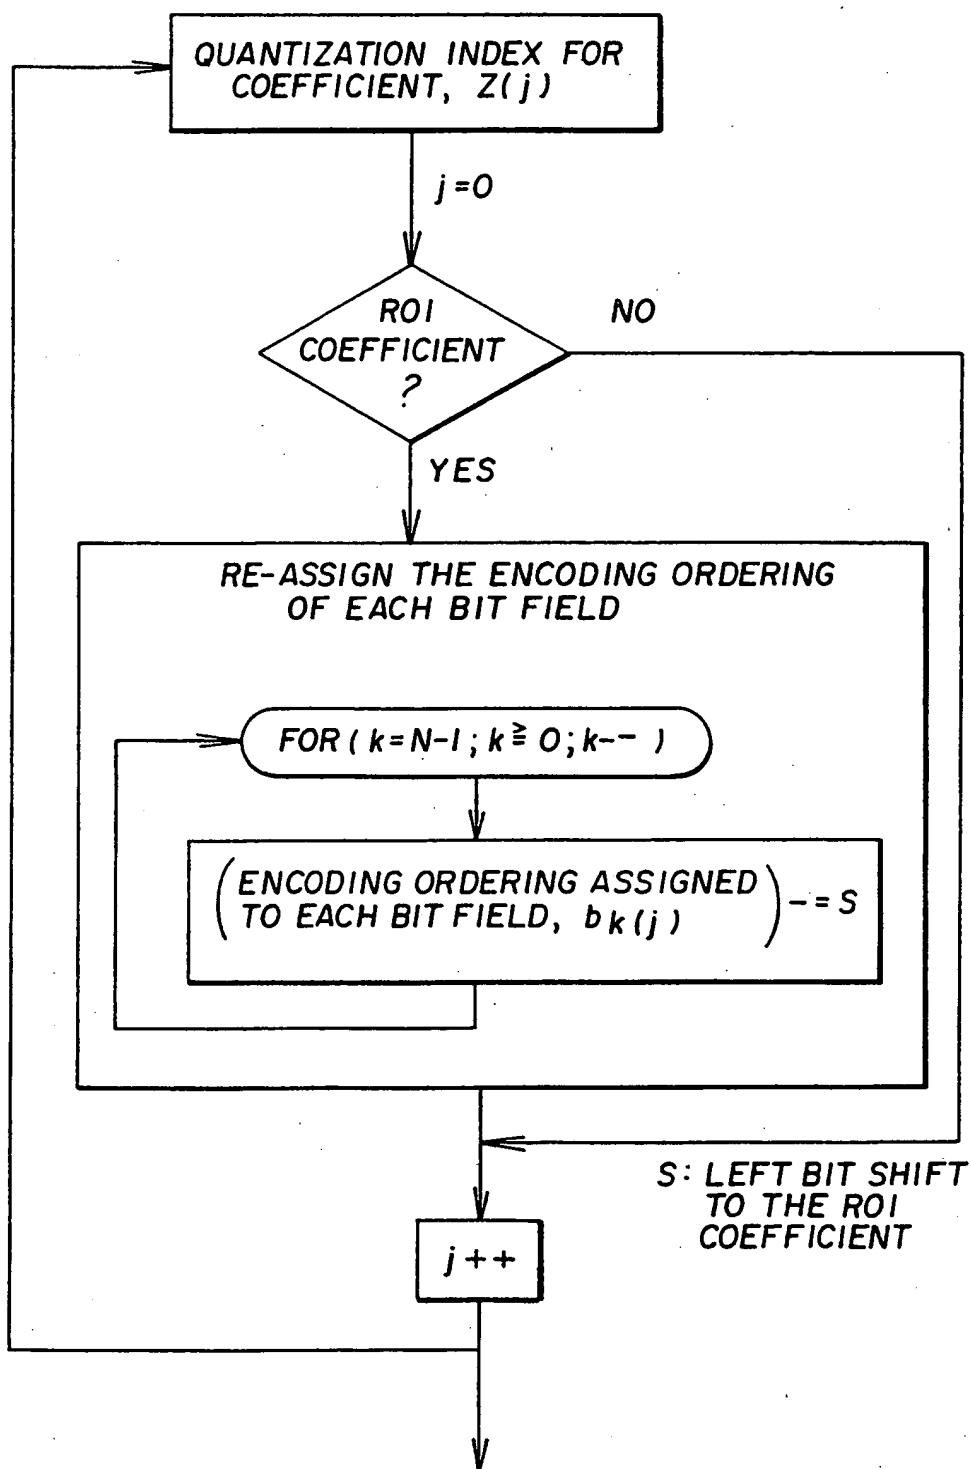 QUANTIZATION INDEX FOR
COEFFICIENT, Z(j)
j=0
ROI
COEFFICIENT
?
NO
YES
RE-ASSIGN THE ENCODING ORDERING
OF EACH BIT FIELD
FOR ( k=N-1 ; k ≧ 0 ; k-- )
(ENCODING ORDERING ASSIGNED
TO EACH BIT FIELD, bk(j)) -= S
S: LEFT BIT SHIFT
TO THE ROI
COEFFICIENT
j++